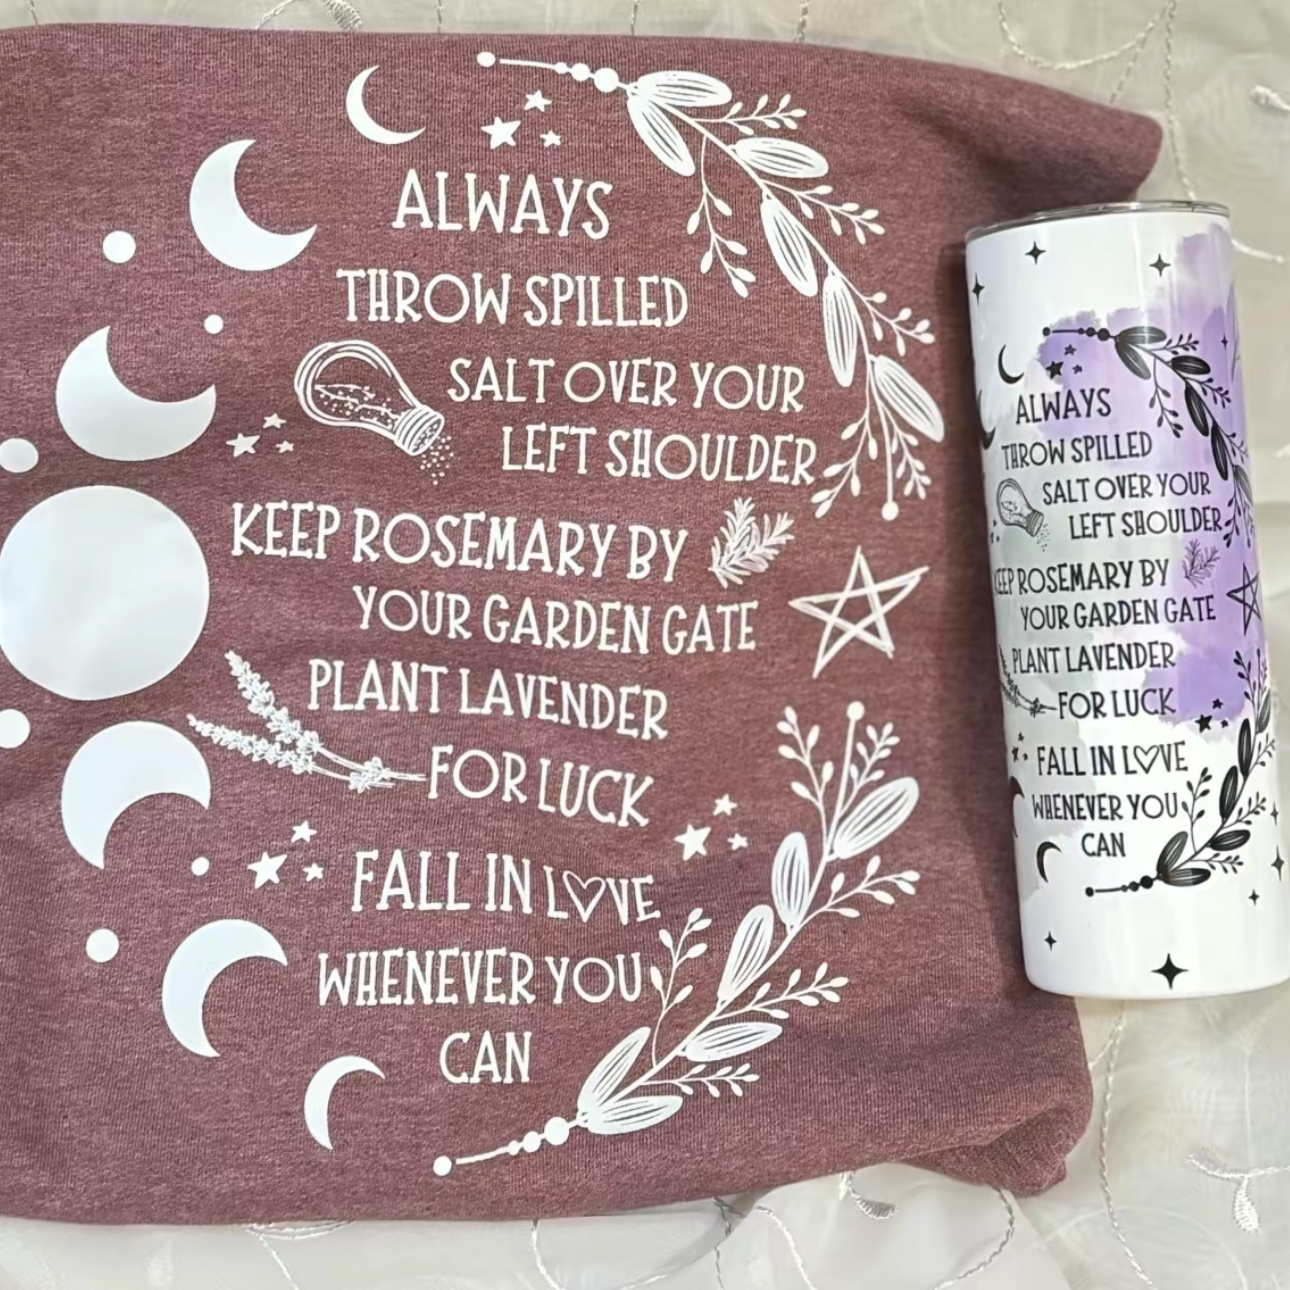 ALWAYS
THROW SPILLED
SALT OVER YOUR
LEFT SHOULDER
KEEP ROSEMARY BY
YOUR GARDEN GATE
PLANT LAVENDER
FOR LUCK
FALL IN LOVE
WHENEVER YOU
CAN
ALWAYS
THROW SPILLED
SALT OVER YOUR
LEFT SHOULDER
KEEP ROSEMARY BY
YOUR GARDEN GATE
PLANT LAVENDER
FOR LUCK
FALL IN LOVE
WHENEVER YOU
CAN